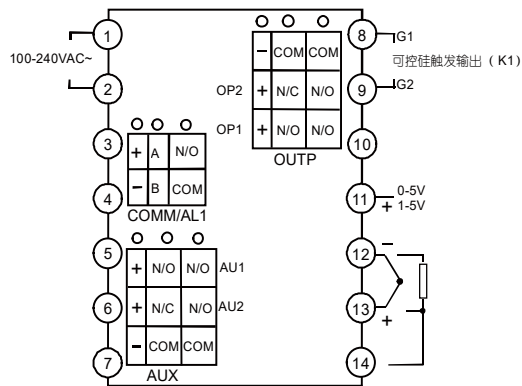 1 8 G1
− COM COM
100-240VAC~ 可控硅触发输出（K1）
2 OP2 + N/C N/O 9 G2
3 OP1 + N/O N/O 10
+ A N/O OUTP
4 − B COM 11 0-5V
+ 1-5V
COMM/AL1
5 12 −
+ N/O N/O AU1
6 + N/C N/O AU2 13
+
7 − COM COM 14
AUX